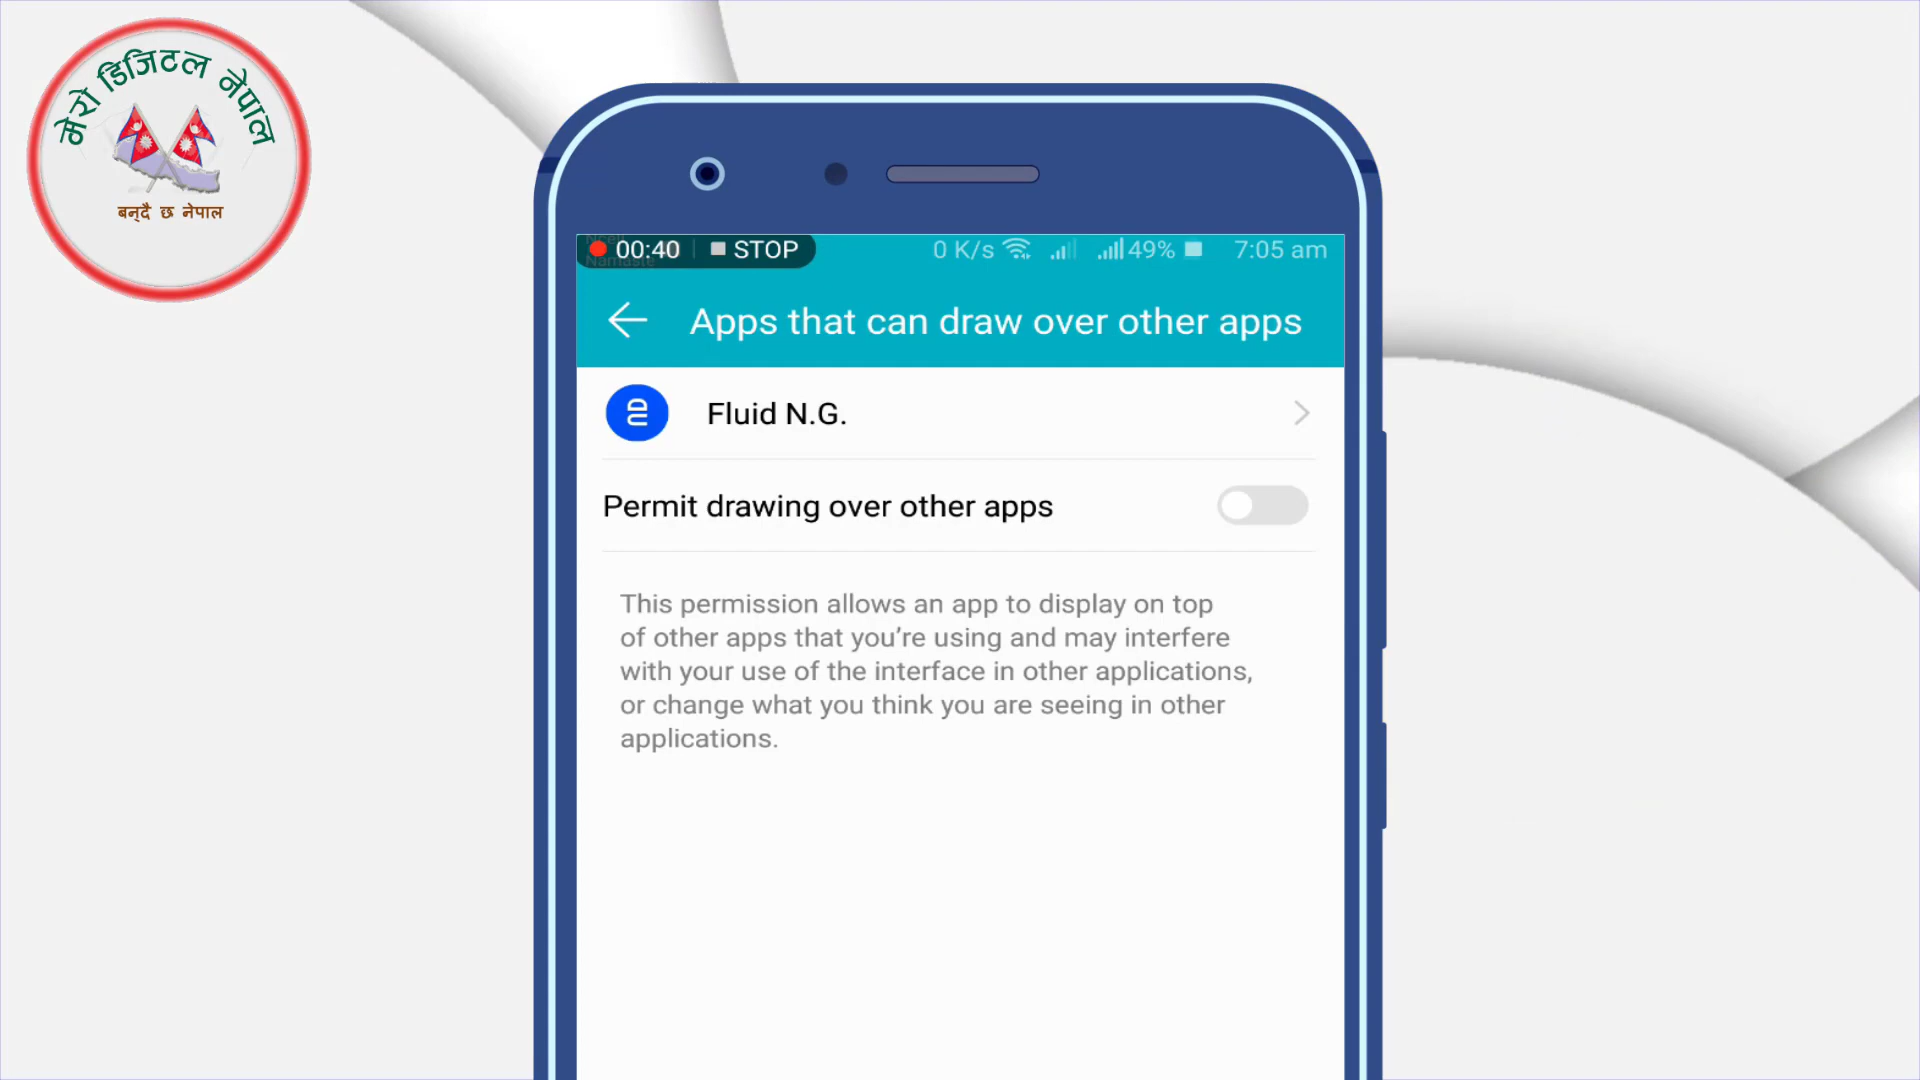 मेरो डिजिटल नेपाल
बन्दै छ नेपाल
00:40 STOP 0 K/s 49% 7:05 am
Ncell
Namaste
Apps that can draw over other apps
Fluid N.G.
Permit drawing over other apps
This permission allows an app to display on top
of other apps that you’re using and may interfere
with your use of the interface in other applications,
or change what you think you are seeing in other
applications.